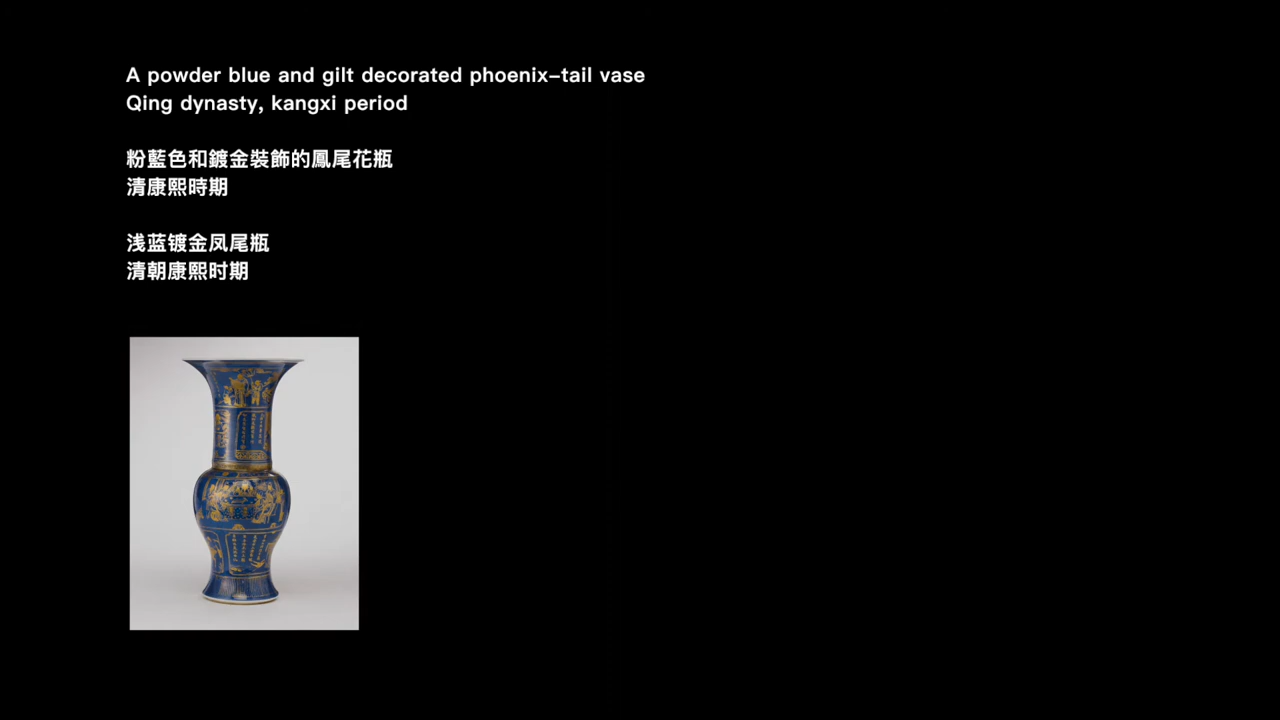 A powder blue and gilt decorated phoenix–tail vase
Qing dynasty, kangxi period
粉藍色和鍍金裝飾的鳳尾花瓶
清康熙時期
浅蓝镀金凤尾瓶
清朝康熙时期